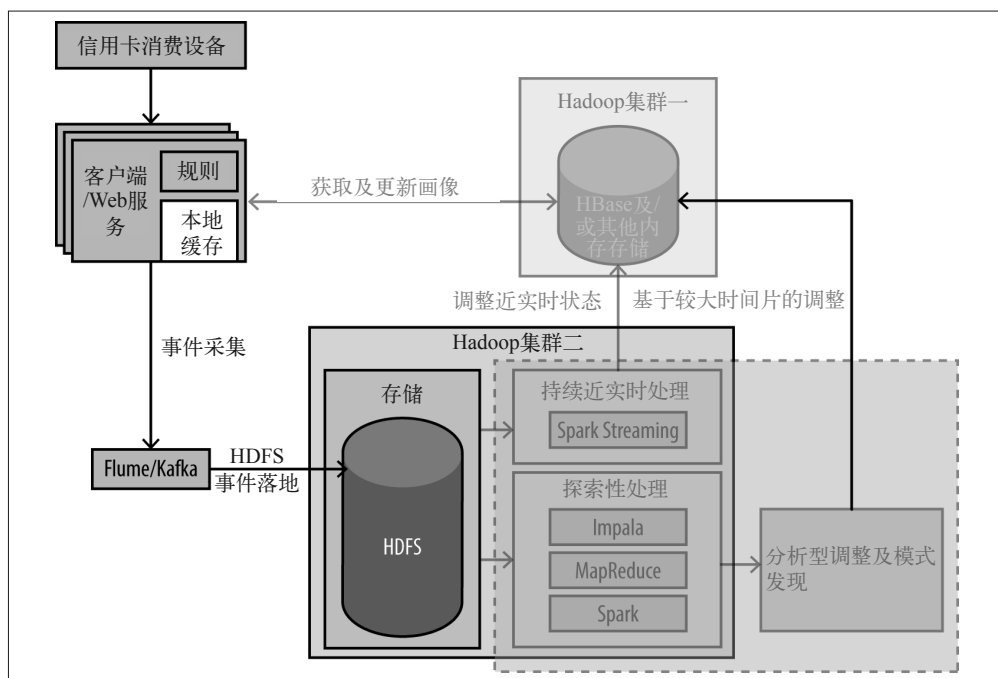 信用卡消费设备
Hadoop集群一
客户端
/Web服
务
规则
本地
缓存
获取及更新画像
HBase及/
或其他内
存存储
调整近实时状态
基于较大时间片的调整
事件采集
Hadoop集群二
存储
持续近实时处理
Spark Streaming
Flume/Kafka
HDFS
事件落地
HDFS
探索性处理
Impala
MapReduce
Spark
分析型调整及模式
发现